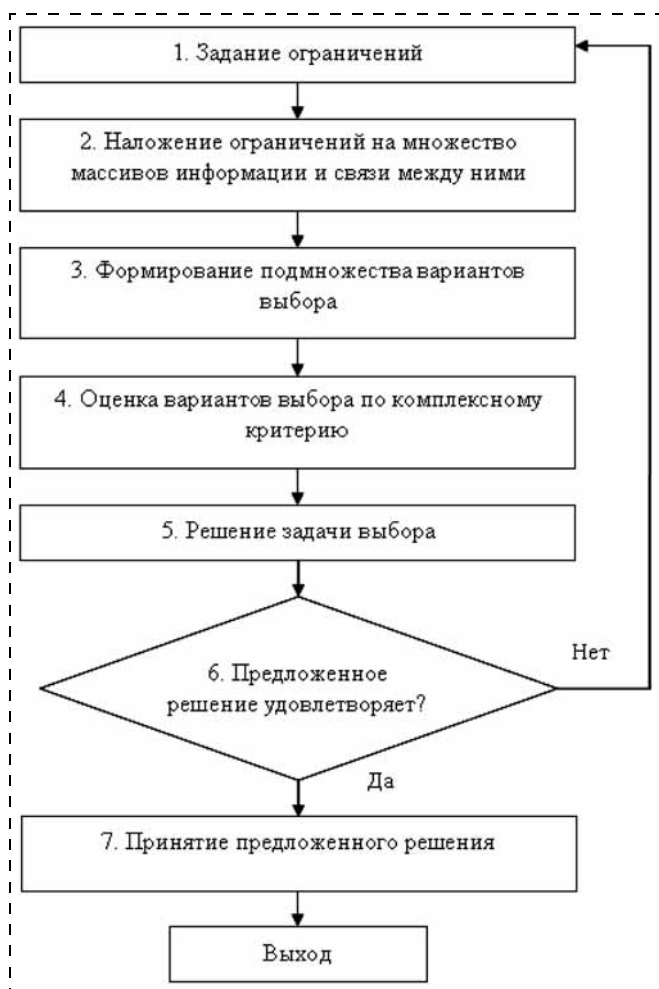 1. Задание ограничений
2. Наложение ограничений на множество
массивов информации и связи между ними
3. Формирование подмножества вариантов
выбора
4. Оценка вариантов выбора по комплексному
критерию
5. Решение задачи выбора
6. Предложенное
решение удовлетворяет?
Нет
Да
7. Принятие предложенного решения
Выход